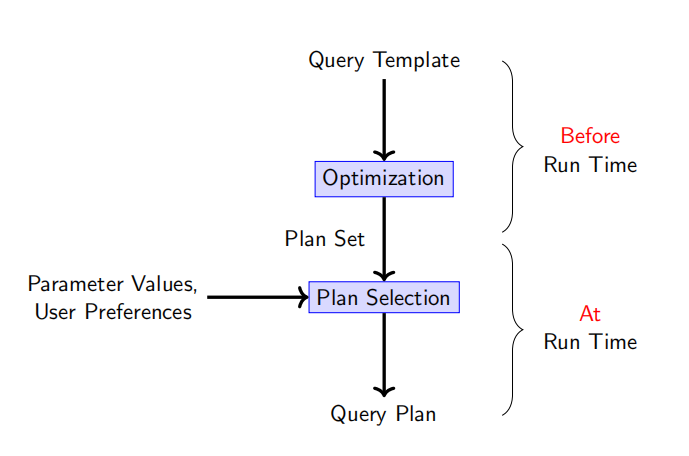 Query Template
Before
Run Time
Optimization
Plan Set
Parameter Values,
User Preferences
Plan Selection
At
Run Time
Query Plan